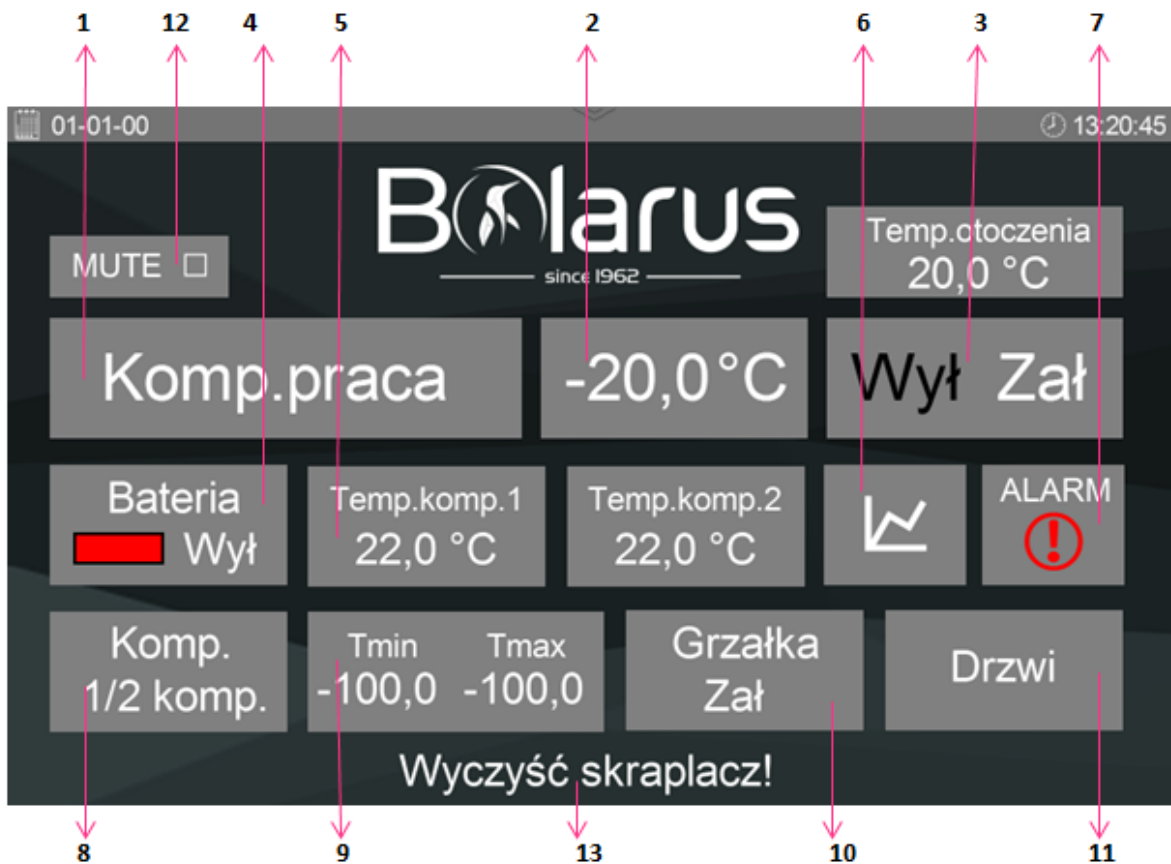 1 12 4 5 2 6 3 7
01-01-00 13:20:45
Bolarus
since 1962
MUTE
Temp.otoczenia
20,0 °C
Komp.praca
-20,0°C
Wył Zał
Bateria
Wył
Temp.komp.1
22,0 °C
Temp.komp.2
22,0 °C
ALARM
Komp.
1/2 komp.
Tmin Tmax
-100,0 -100,0
Grzałka
Zał
Drzwi
Wyczyść skraplacz!
8 9 13 10 11